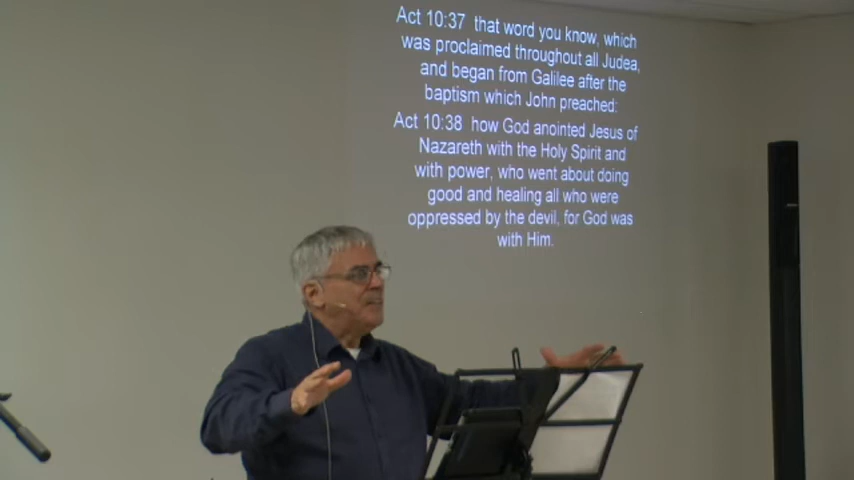 Act 10:37 that word you know, which
was proclaimed throughout all Judea,
and began from Galilee after the
baptism which John preached:
Act 10:38 how God anointed Jesus of
Nazareth with the Holy Spirit and
with power, who went about doing
good and healing all who were
oppressed by the devil, for God was
with Him.